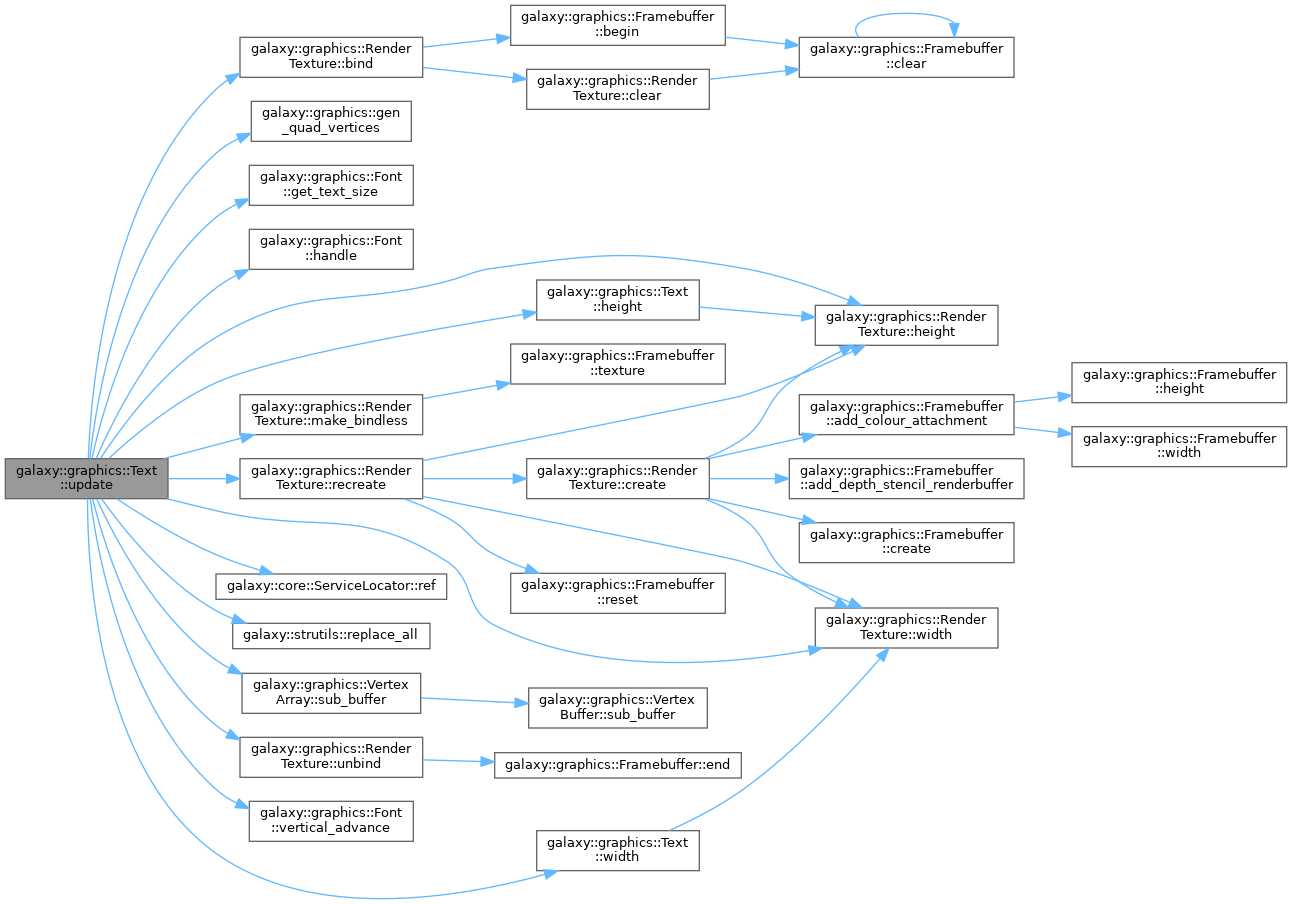 galaxy::graphics::Text
::update
galaxy::graphics::Render
Texture::bind
galaxy::graphics::gen
_quad_vertices
galaxy::graphics::Font
::get_text_size
galaxy::graphics::Font
::handle
galaxy::graphics::Render
Texture::make_bindless
galaxy::graphics::Render
Texture::recreate
galaxy::core::ServiceLocator::ref
galaxy::strutils::replace_all
galaxy::graphics::Vertex
Array::sub_buffer
galaxy::graphics::Render
Texture::unbind
galaxy::graphics::Font
::vertical_advance
galaxy::graphics::Framebuffer
::begin
galaxy::graphics::Render
Texture::clear
galaxy::graphics::Text
::height
galaxy::graphics::Framebuffer
::texture
galaxy::graphics::Render
Texture::create
galaxy::graphics::Framebuffer
::reset
galaxy::graphics::Vertex
Buffer::sub_buffer
galaxy::graphics::Framebuffer::end
galaxy::graphics::Text
::width
galaxy::graphics::Framebuffer
::clear
galaxy::graphics::Render
Texture::height
galaxy::graphics::Framebuffer
::add_colour_attachment
galaxy::graphics::Framebuffer
::add_depth_stencil_renderbuffer
galaxy::graphics::Framebuffer
::create
galaxy::graphics::Render
Texture::width
galaxy::graphics::Framebuffer
::height
galaxy::graphics::Framebuffer
::width